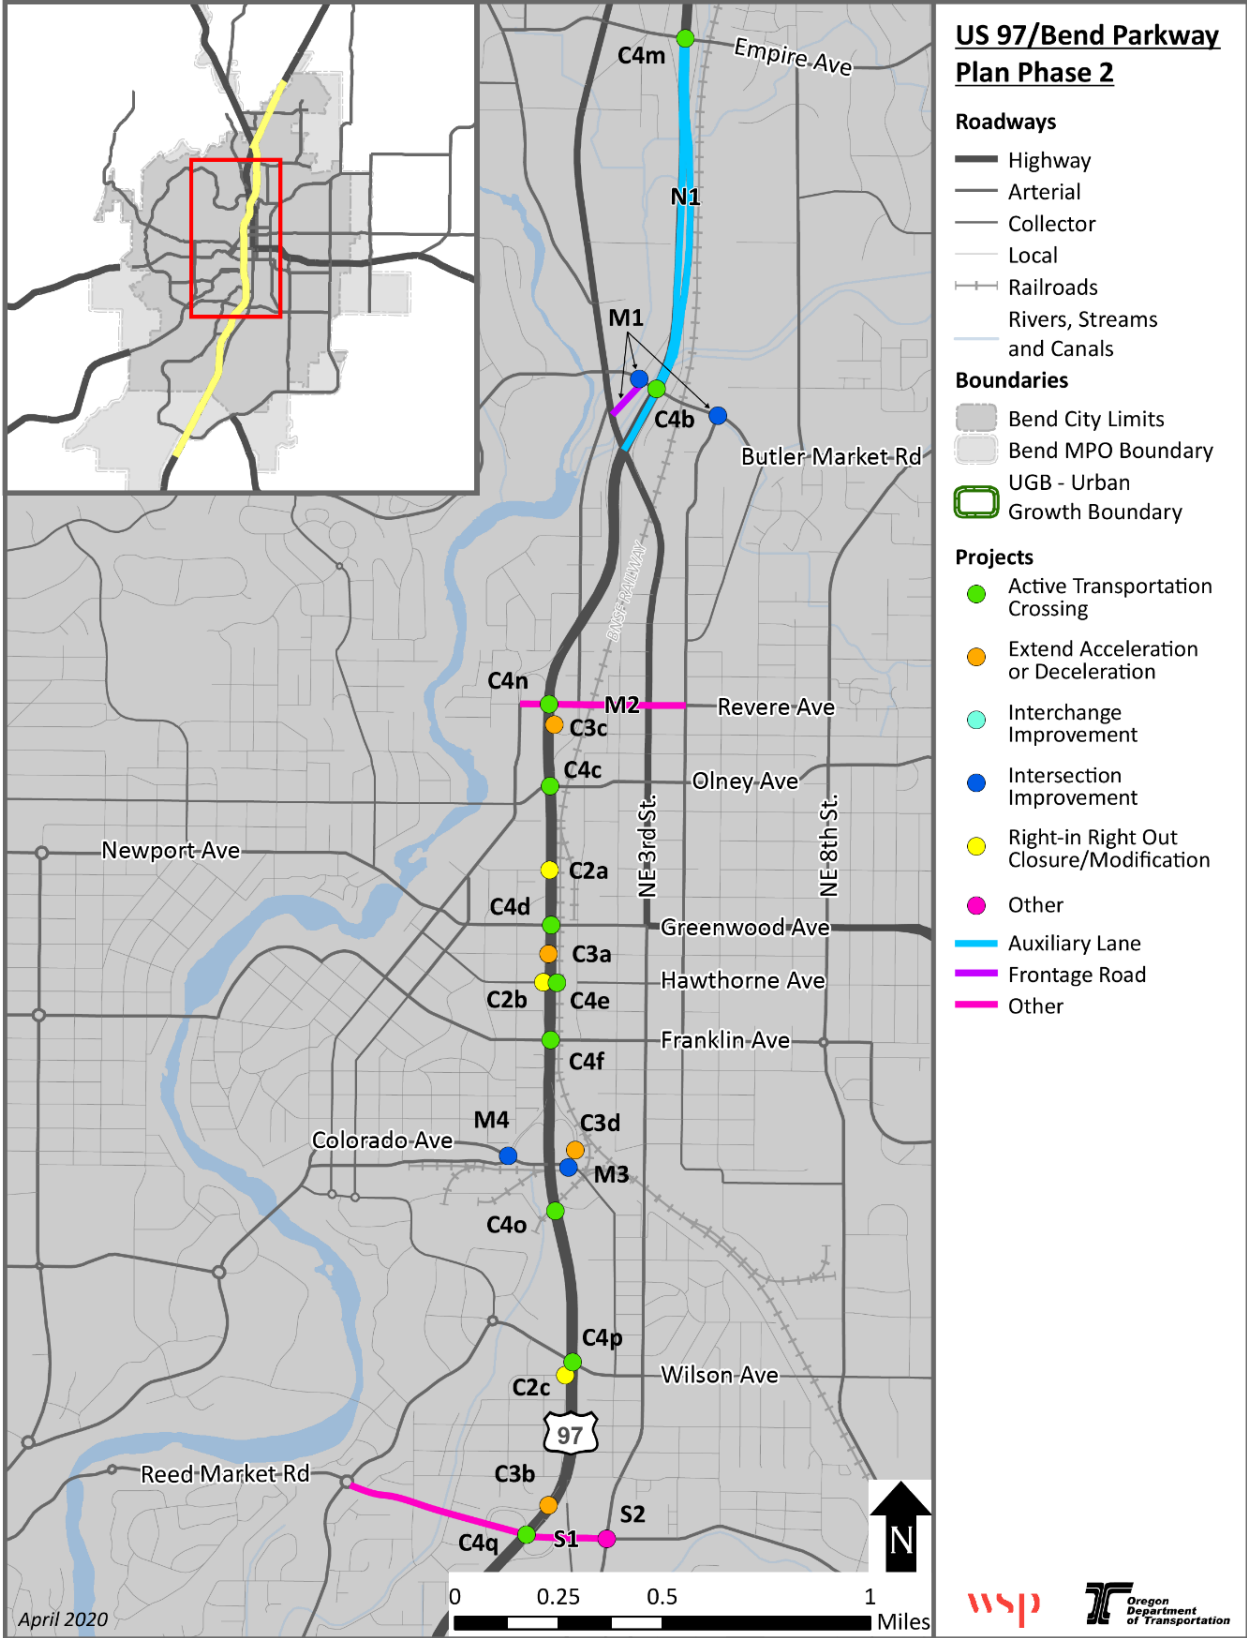 US 97/Bend Parkway
Plan Phase 2
Roadways
Highway
Arterial
Collector
Local
Railroads
Rivers, Streams
and Canals
Boundaries
Bend City Limits
Bend MPO Boundary
UGB - Urban
Growth Boundary
Projects
Active Transportation
Crossing
Extend Acceleration
or Deceleration
Interchange
Improvement
Intersection
Improvement
Right-in Right Out
Closure/Modification
Other
Auxiliary Lane
Frontage Road
Other
C4m
Empire Ave
N1
M1
C4b
Butler Market Rd
BNSF RAILWAY
C4n
M2
Revere Ave
C3c
C4c
Olney Ave
NE 3rd St.
NE 8th St.
Newport Ave
C2a
C4d
Greenwood Ave
C3a
Hawthorne Ave
C2b
C4e
Franklin Ave
C4f
M4
C3d
Colorado Ave
M3
C4o
C4p
Wilson Ave
C2c
97
Reed Market Rd
C3b
S2
C4q
S1
N
0
0.25
0.5
1
Miles
April 2020
wsp
Oregon
Department
of Transportation